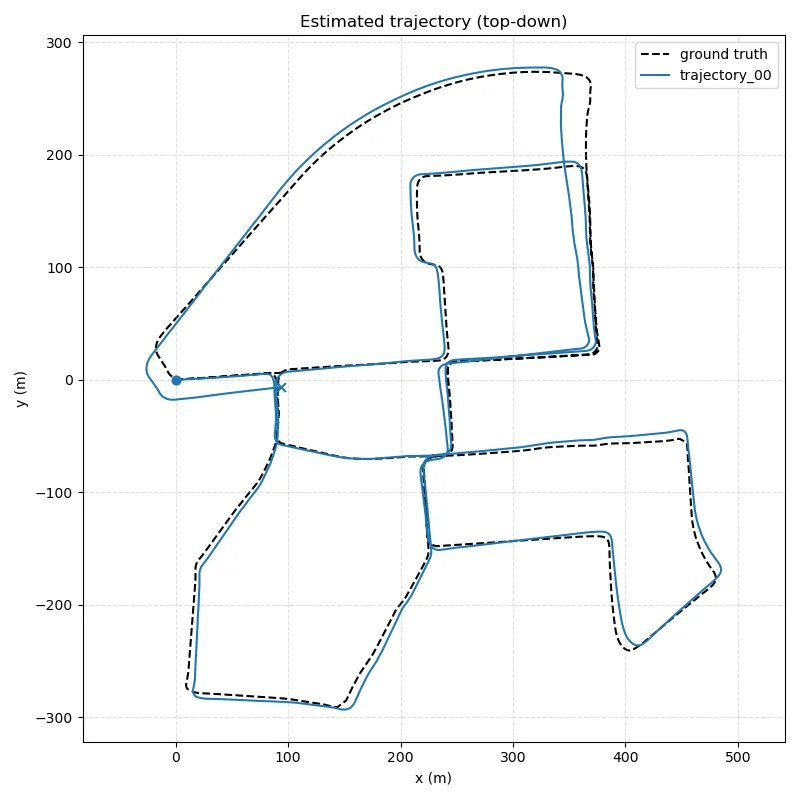 Estimated trajectory (top-down)
ground truth
trajectory_00
300
200
100
0
−100
−200
−300
y (m)
0
100
200
300
400
500
x (m)